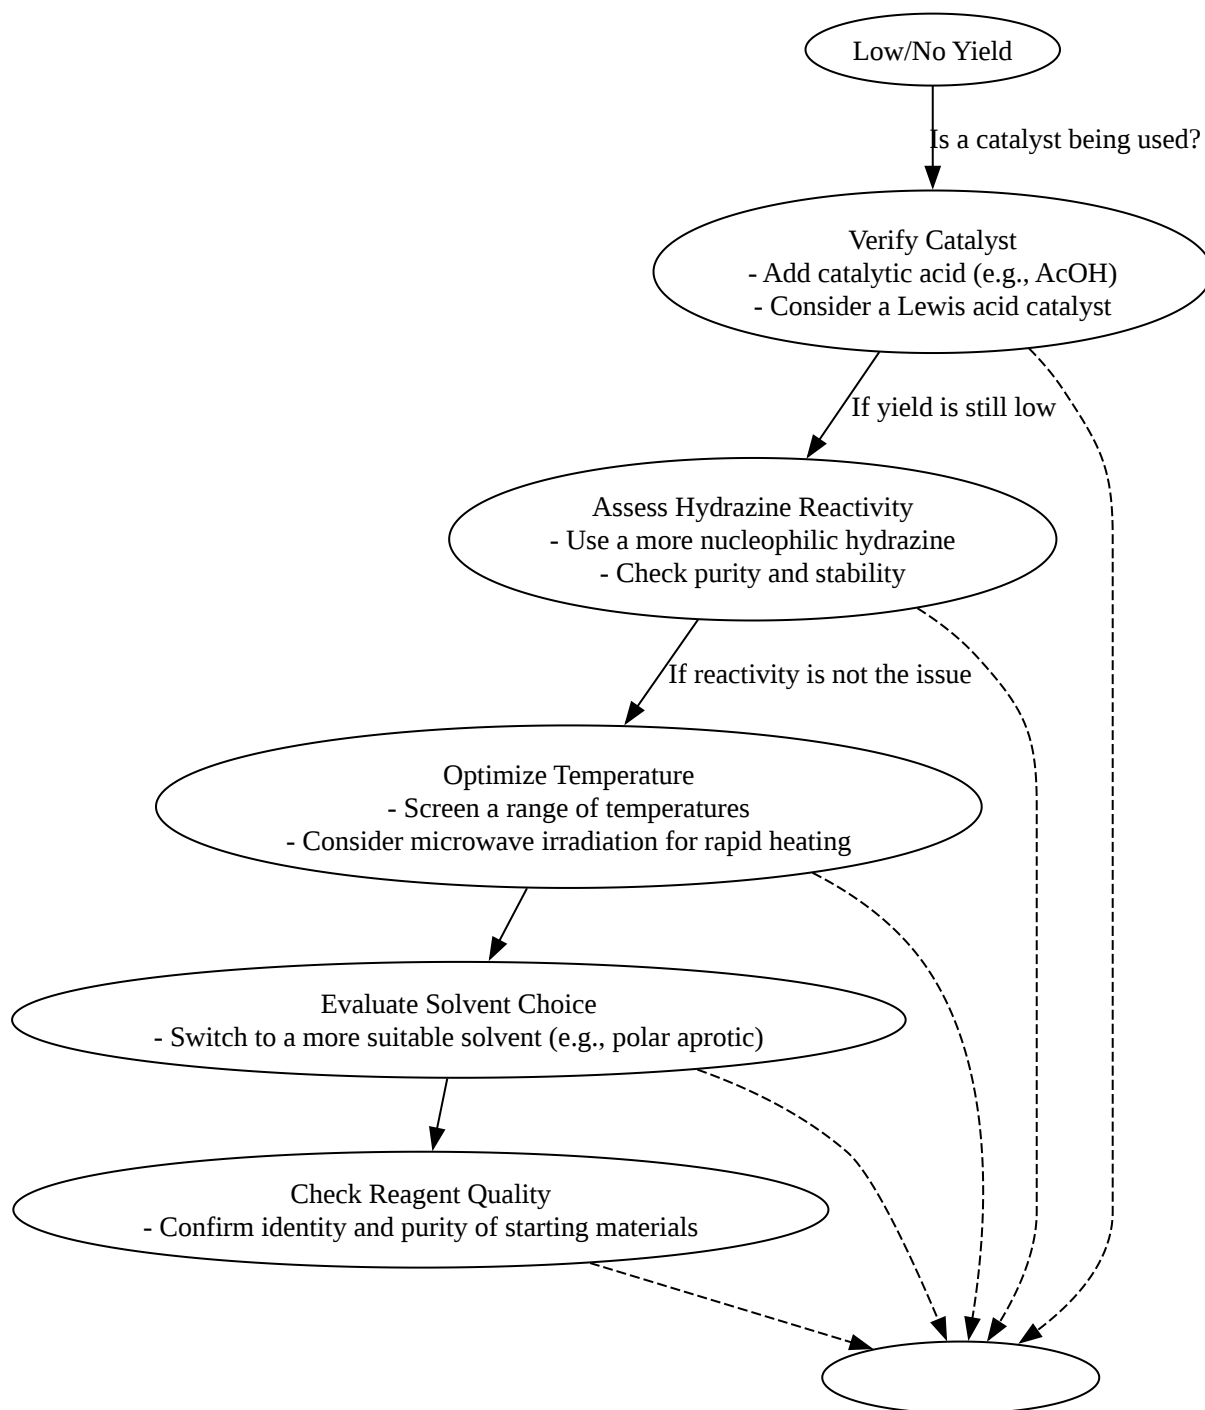 Low/No Yield
Is a catalyst being used?
Verify Catalyst
- Add catalytic acid (e.g., AcOH)
- Consider a Lewis acid catalyst
If yield is still low
Assess Hydrazine Reactivity
- Use a more nucleophilic hydrazine
- Check purity and stability
If reactivity is not the issue
Optimize Temperature
- Screen a range of temperatures
- Consider microwave irradiation for rapid heating
Evaluate Solvent Choice
- Switch to a more suitable solvent (e.g., polar aprotic)
Check Reagent Quality
- Confirm identity and purity of starting materials